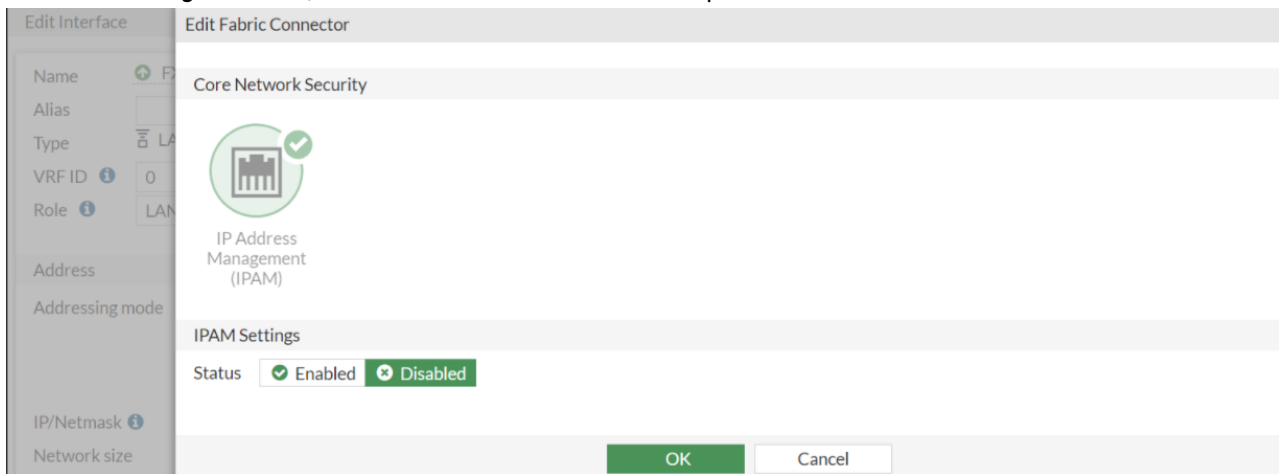 Edit Interface
Edit Fabric Connector
Name
Core Network Security
Alias
Type
VRF ID 0
Role LAN
IP Address
Management
(IPAM)
Address
Addressing mode
IPAM Settings
Status Enabled Disabled
IP/Netmask
Network size
OK Cancel